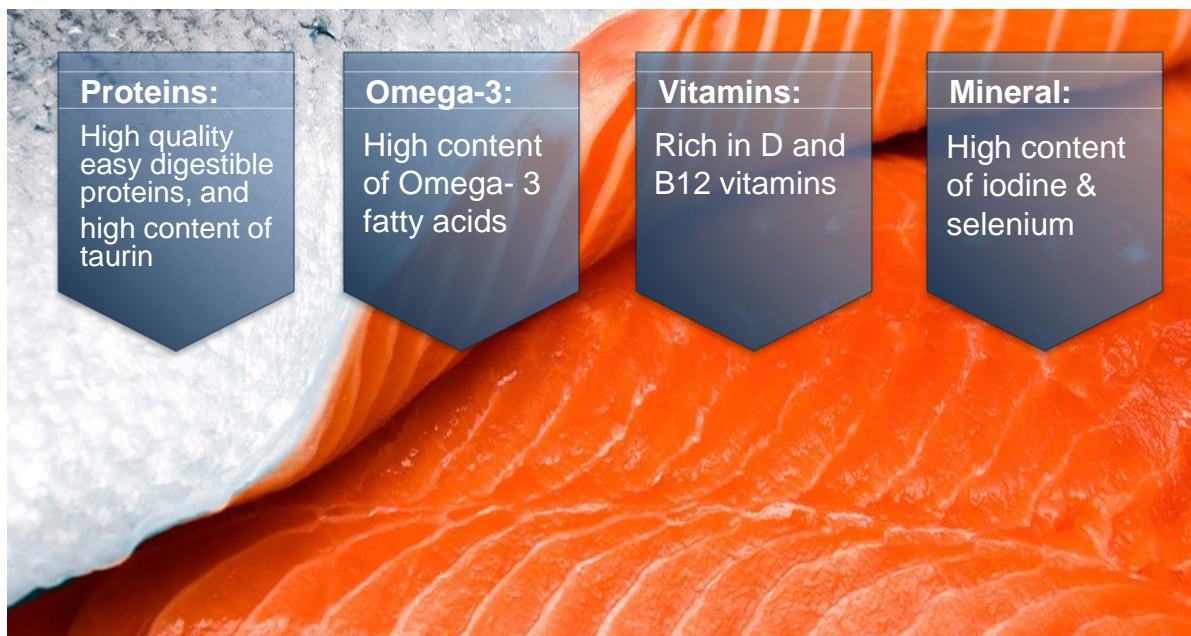 Proteins:
High quality
easy digestible
proteins, and
high content of
taurin
Omega-3:
High content
of Omega- 3
fatty acids
Vitamins:
Rich in D and
B12 vitamins
Mineral:
High content
of iodine &
selenium